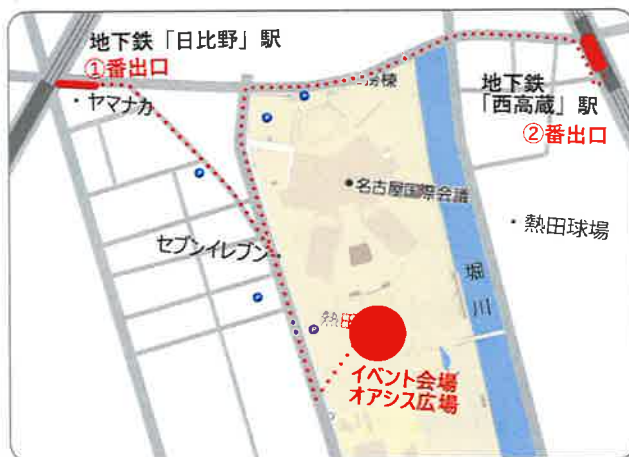 地下鉄「日比野」駅
①番出口
・ヤマナカ
地下鉄
「西高蔵」駅
②番出口
P
P
P
・名古屋国際会議
・熱田球場
セブンイレブン・
堀川
P
P 熱田
イベント会場
オアシス広場